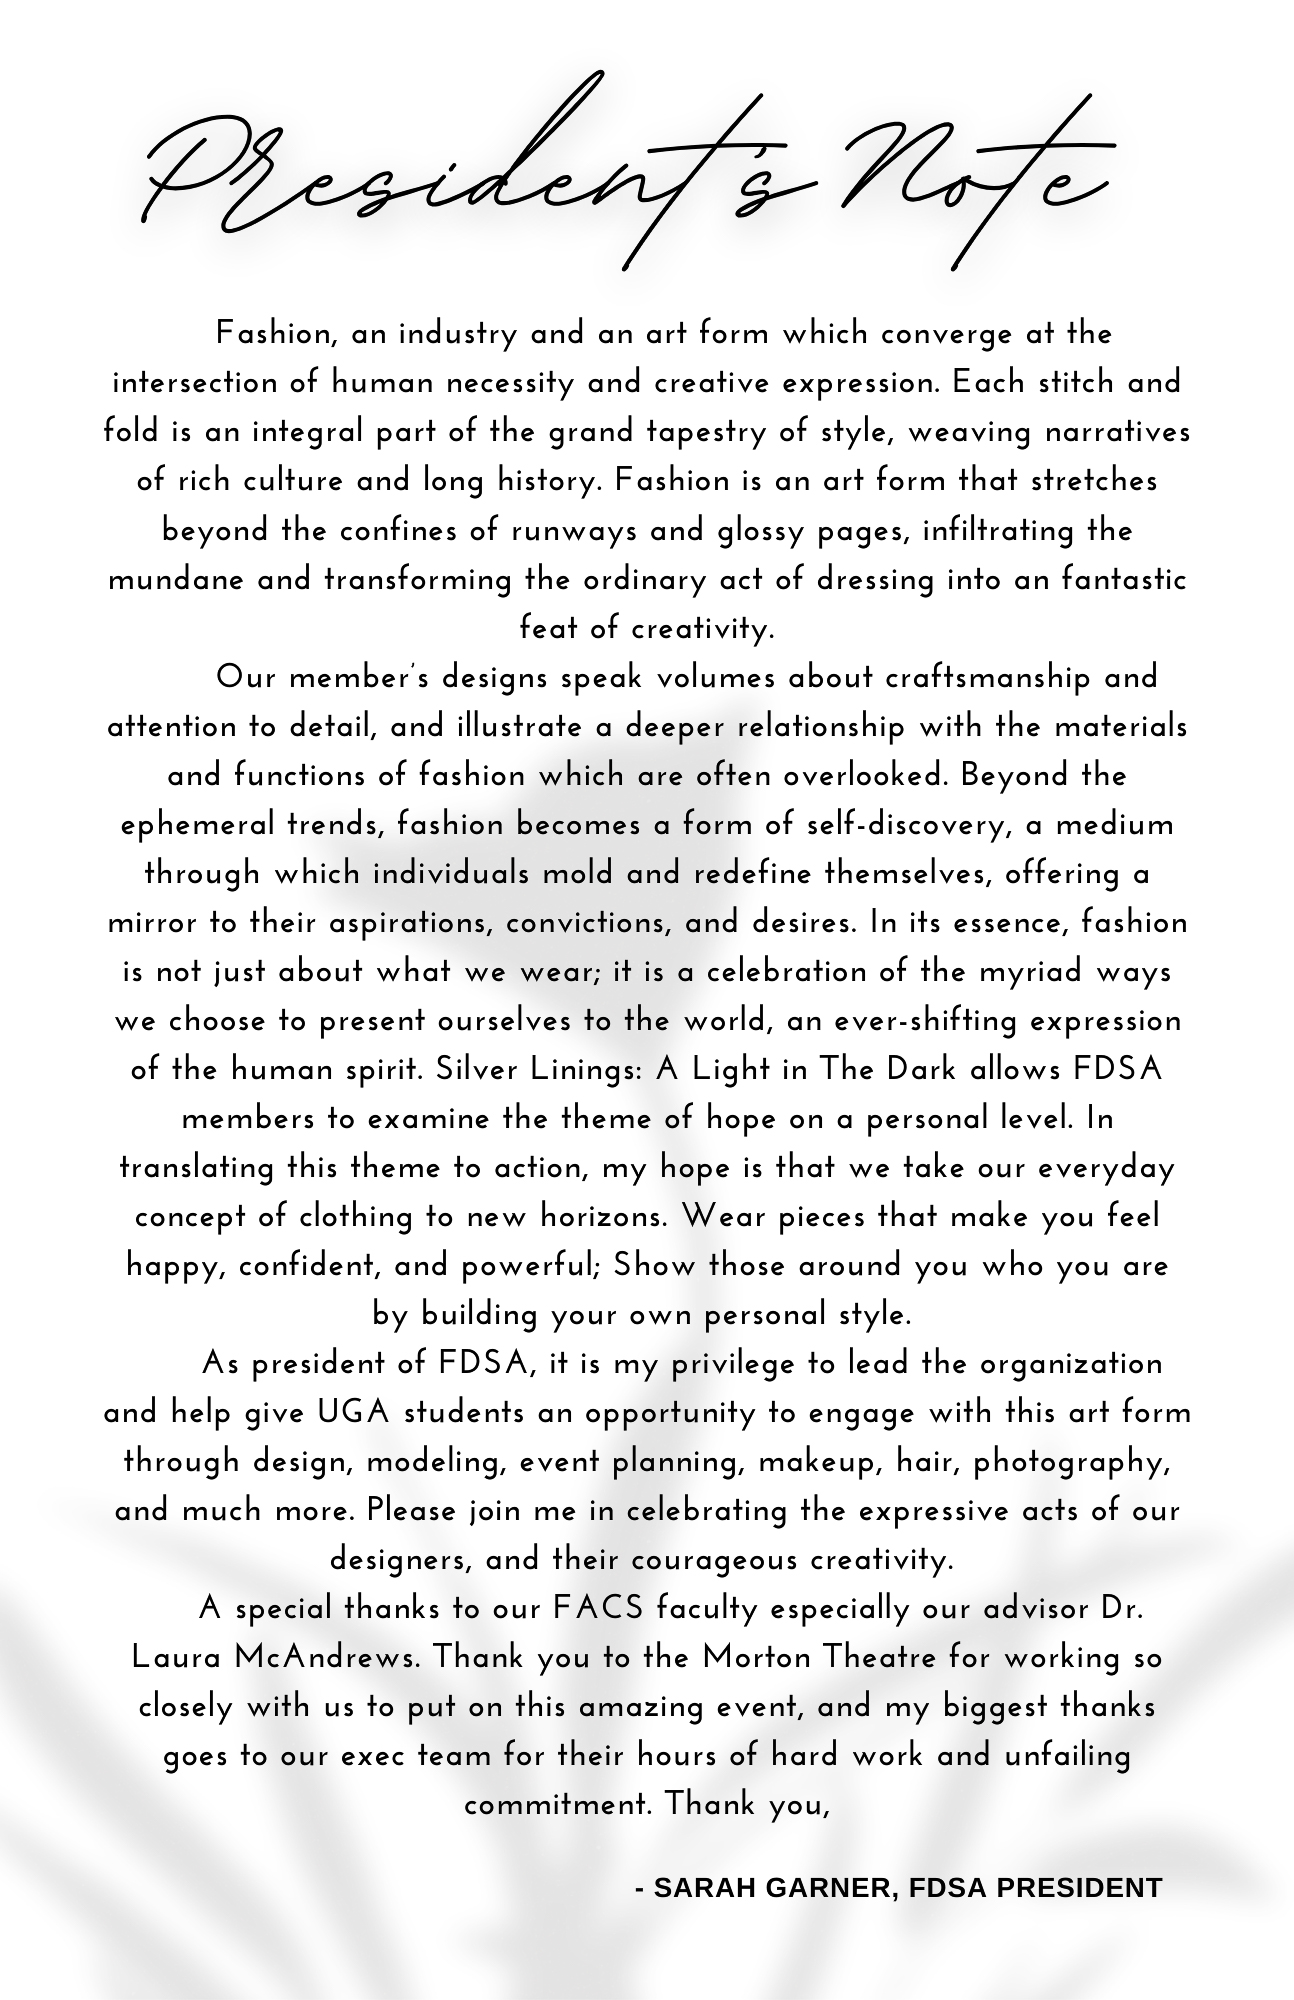 President's Note
Fashion, an industry and an art form which converge at the
intersection of human necessity and creative expression. Each stitch and
fold is an integral part of the grand tapestry of style, weaving narratives
of rich culture and long history. Fashion is an art form that stretches
beyond the confines of runways and glossy pages, infiltrating the
mundane and transforming the ordinary act of dressing into an fantastic
feat of creativity.
Our member's designs speak volumes about craftsmanship and
attention to detail, and illustrate a deeper relationship with the materials
and functions of fashion which are often overlooked. Beyond the
ephemeral trends, fashion becomes a form of self-discovery, a medium
through which individuals mold and redefine themselves, offering a
mirror to their aspirations, convictions, and desires. In its essence, fashion
is not just about what we wear; it is a celebration of the myriad ways
we choose to present ourselves to the world, an ever-shifting expression
of the human spirit. Silver Linings: A Light in The Dark allows FDSA
members to examine the theme of hope on a personal level. In
translating this theme to action, my hope is that we take our everyday
concept of clothing to new horizons. Wear pieces that make you feel
happy, confident, and powerful; Show those around you who you are
by building your own personal style.
As president of FDSA, it is my privilege to lead the organization
and help give UGA students an opportunity to engage with this art form
through design, modeling, event planning, makeup, hair, photography,
and much more. Please join me in celebrating the expressive acts of our
designers, and their courageous creativity.
A special thanks to our FACS faculty especially our advisor Dr.
Laura McAndrews. Thank you to the Morton Theatre for working so
closely with us to put on this amazing event, and my biggest thanks
goes to our exec team for their hours of hard work and unfailing
commitment. Thank you,
- SARAH GARNER, FDSA PRESIDENT